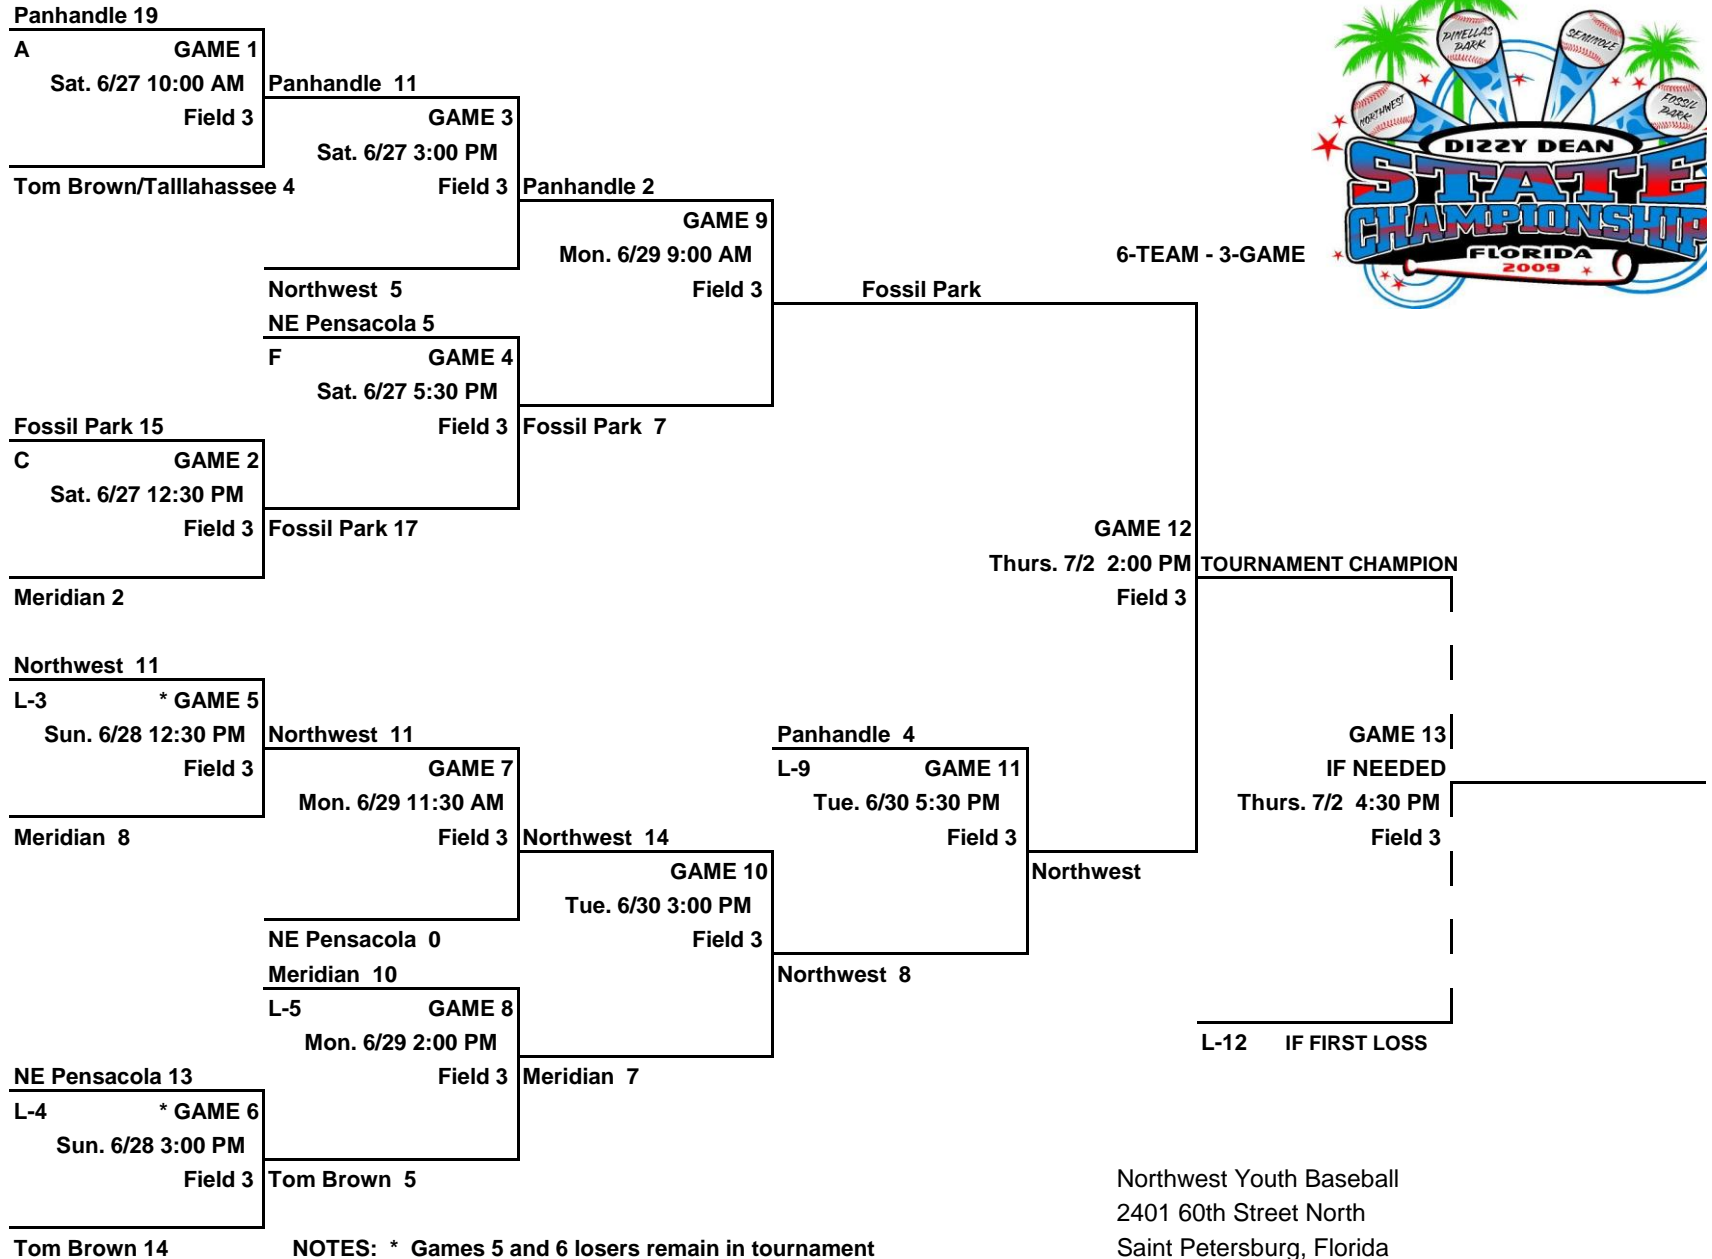 Panhandle 19
A GAME 1
Sat. 6/27 10:00 AM
Field 3
Tom Brown/Talllahassee 4
Panhandle 11
GAME 3
Sat. 6/27 3:00 PM
Field 3
Northwest 5
Panhandle 2
GAME 9
Mon. 6/29 9:00 AM
Field 3
NE Pensacola 5
F GAME 4
Sat. 6/27 5:30 PM
Field 3
Fossil Park 7
Fossil Park 15
C GAME 2
Sat. 6/27 12:30 PM
Field 3
Fossil Park 17
Meridian 2
Fossil Park
6-TEAM - 3-GAME
PINELLAS
PARK
SEMINOLE
NORTHWEST
FOSSIL
PARK
DIZZY DEAN
STATE
CHAMPIONSHIP
FLORIDA
2009
GAME 12
Thurs. 7/2 2:00 PM
Field 3
TOURNAMENT CHAMPION
Northwest 11
L-3 * GAME 5
Sun. 6/28 12:30 PM
Field 3
Meridian 8
Northwest 11
GAME 7
Mon. 6/29 11:30 AM
Field 3
NE Pensacola 0
Northwest 14
GAME 10
Tue. 6/30 3:00 PM
Field 3
Northwest 8
Panhandle 4
L-9 GAME 11
Tue. 6/30 5:30 PM
Field 3
Northwest
GAME 13
IF NEEDED
Thurs. 7/2 4:30 PM
Field 3
L-12 IF FIRST LOSS
Meridian 10
L-5 GAME 8
Mon. 6/29 2:00 PM
Field 3
Meridian 7
NE Pensacola 13
L-4 * GAME 6
Sun. 6/28 3:00 PM
Field 3
Tom Brown 5
Tom Brown 14
NOTES: * Games 5 and 6 losers remain in tournament
Northwest Youth Baseball
2401 60th Street North
Saint Petersburg, Florida